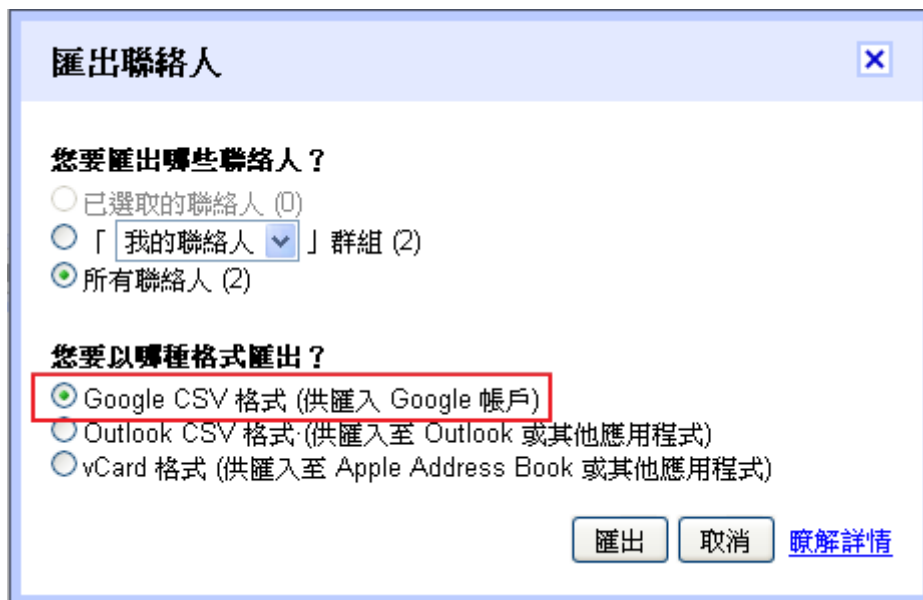 匯出聯絡人
您要匯出哪些聯絡人？
已選取的聯絡人 (0)
「 我的聯絡人 」群組 (2)
所有聯絡人 (2)
您要以哪種格式匯出？
Google CSV 格式 (供匯入 Google 帳戶)
Outlook CSV 格式 (供匯入至 Outlook 或其他應用程式)
vCard 格式 (供匯入至 Apple Address Book 或其他應用程式)
匯出 取消 瞭解詳情